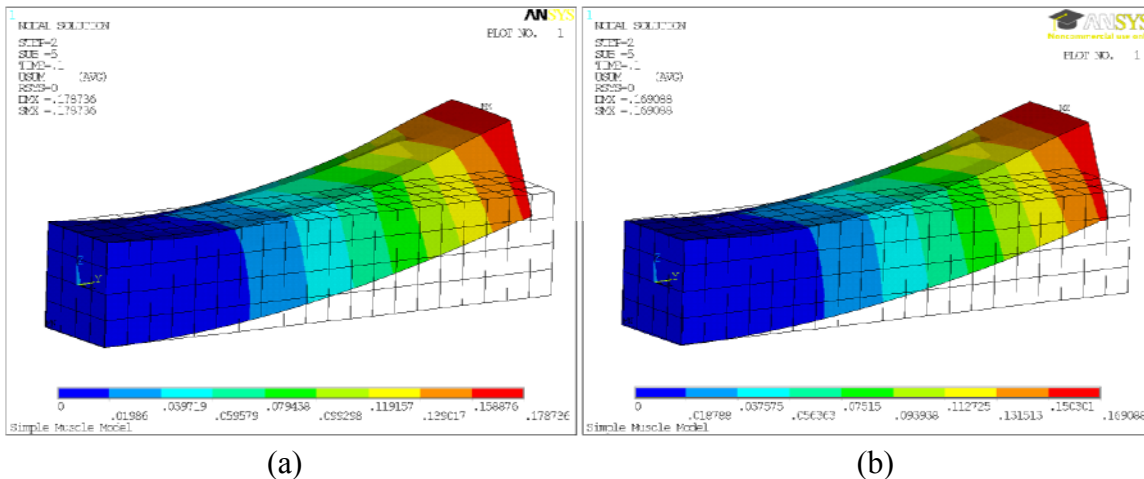 1
ANSYS
NODAL SOLUTION
PLOT NO. 1
STEP=2
SUB =5
TIME=.1
USUM (AVG)
RSYS=0
DMX =.178736
SMX =.178736
MX
Z
Y
0 .039719 .079438 .119157 .158876
.01986 .059579 .099298 .139017 .178736
Simple Muscle Model
(a)
1
ANSYS
Noncommercial use only
NODAL SOLUTION
PLOT NO. 1
STEP=2
SUB =5
TIME=.1
USUM (AVG)
RSYS=0
DMX =.169088
SMX =.169088
MX
Z
Y
0 .037575 .07515 .112725 .150301
.018788 .056363 .093938 .131513 .169088
Simple Muscle Model
(b)